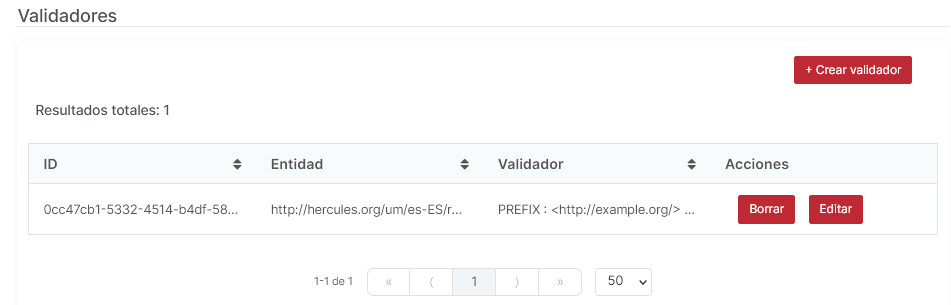 Validadores
+ Crear validador
Resultados totales: 1
ID Entidad Validador Acciones
0cc47cb1-5332-4514-b4df-58... http://hercules.org/um/es-ES/r... PREFIX : <http://example.org/> ... Borrar Editar
1-1 de 1 « ⟨ 1 ⟩ » 50